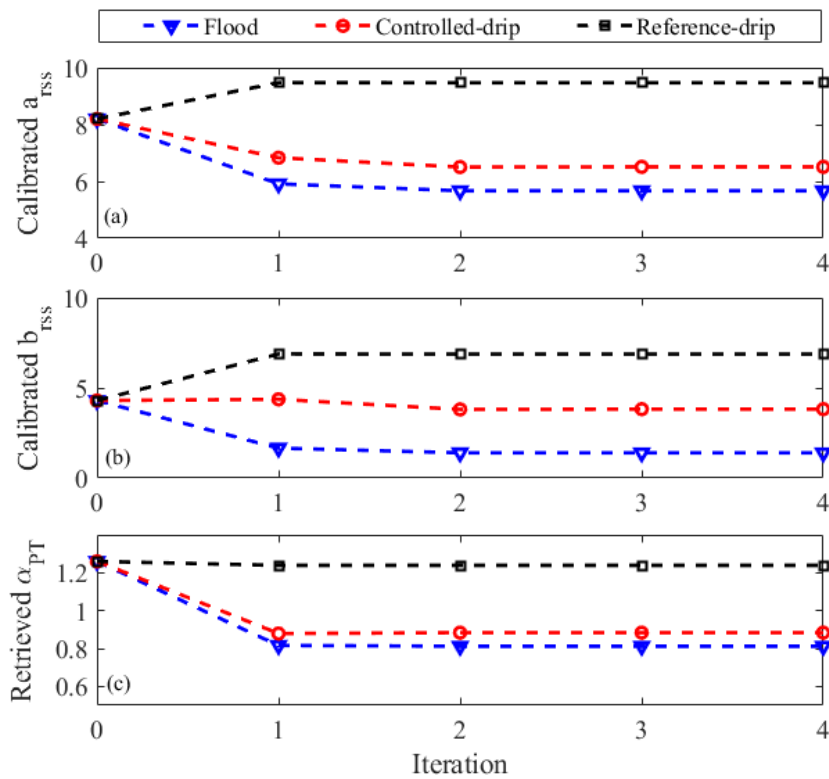 Flood Controlled-drip Reference-drip
10
8
6
4
Calibrated a_rss
(a)
0 1 2 3 4
10
5
0
Calibrated b_rss
(b)
0 1 2 3 4
1.2
1
0.8
0.6
Retrieved α_PT
(c)
0 1 2 3 4
Iteration